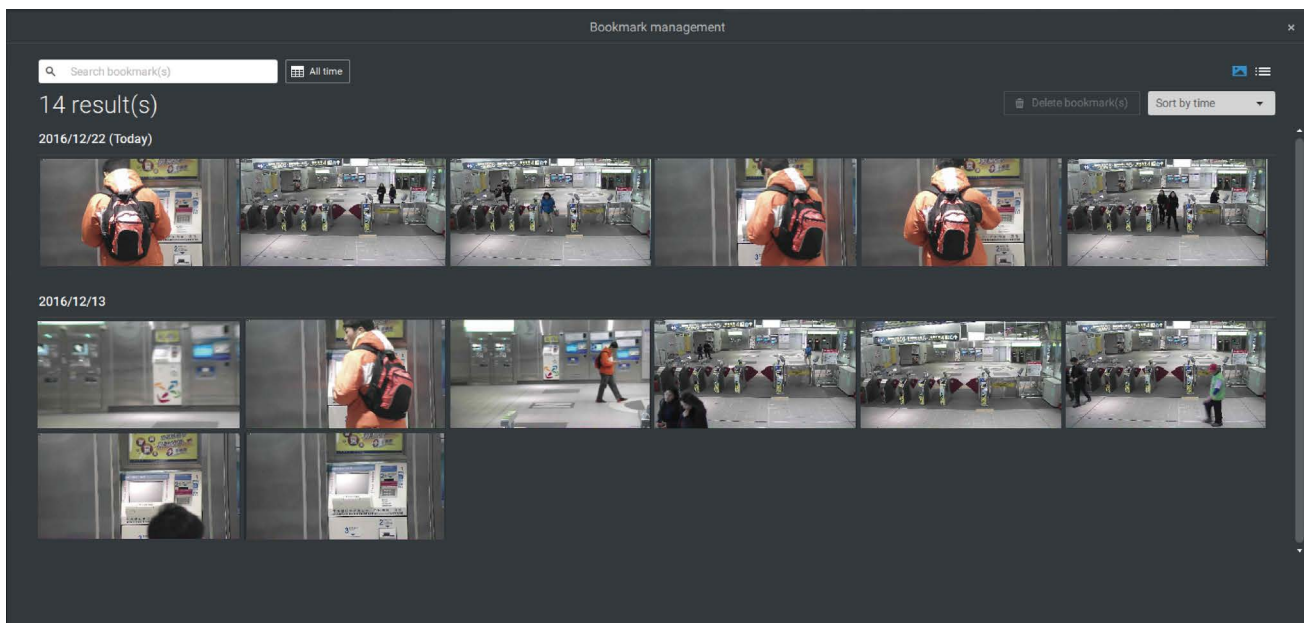 Bookmark management
Search bookmark(s)
All time
14 result(s)
Delete bookmark(s)
Sort by time
2016/12/22 (Today)
2016/12/13